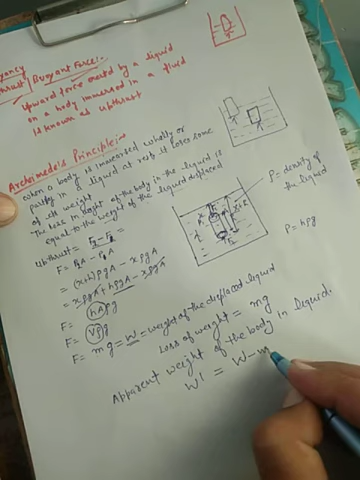 Buoyant Force:-
Upward force exerted by a liquid
on a body immersed in a fluid
is known as upthrust
Archemedels Principle:-
When a body is immersed wholly or
partly in a liquid at rest it loses some
of its weight
The loss in weight of the body in the liquid is
equal to the weight of the liquid displaced
Upthrust = F2 - F1 =
F = P2A - P1A
= (x+h)ρgA - xρgA
= xρgA + hρgA - xρgA
F = hAρg
F = Vρg
F = mg = W = weight of the displaced liquid
Loss of weight = mg
Apparent weight of the body in liquid.
W1 = W - m
ρ = density of
the liquid
P = hρg